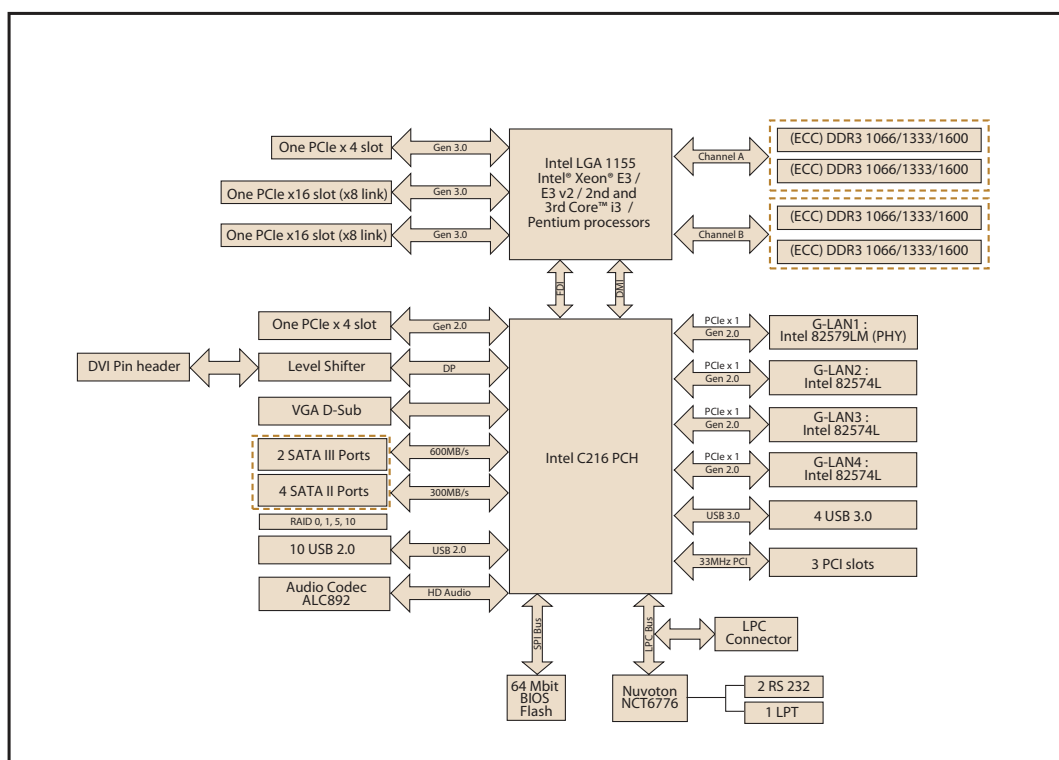 One PCIe x 4 slot
Gen 3.0
One PCIe x16 slot (x8 link)
Gen 3.0
One PCIe x16 slot (x8 link)
Gen 3.0
Intel LGA 1155
Intel® Xeon® E3 /
E3 v2 / 2nd and
3rd Core™ i3 /
Pentium processors
Channel A
(ECC) DDR3 1066/1333/1600
(ECC) DDR3 1066/1333/1600
Channel B
(ECC) DDR3 1066/1333/1600
(ECC) DDR3 1066/1333/1600
FDI
DMI
One PCIe x 4 slot
Gen 2.0
DVI Pin header
Level Shifter
DP
VGA D-Sub
2 SATA III Ports
600MB/s
4 SATA II Ports
300MB/s
RAID 0, 1, 5, 10
10 USB 2.0
USB 2.0
Audio Codec
ALC892
HD Audio
Intel C216 PCH
PCIe x 1
Gen 2.0
G-LAN1 :
Intel 82579LM (PHY)
PCIe x 1
Gen 2.0
G-LAN2 :
Intel 82574L
PCIe x 1
Gen 2.0
G-LAN3 :
Intel 82574L
PCIe x 1
Gen 2.0
G-LAN4 :
Intel 82574L
USB 3.0
4 USB 3.0
33MHz PCI
3 PCI slots
SPI Bus
LPC Bus
LPC
Connector
64 Mbit
BIOS
Flash
Nuvoton
NCT6776
2 RS 232
1 LPT